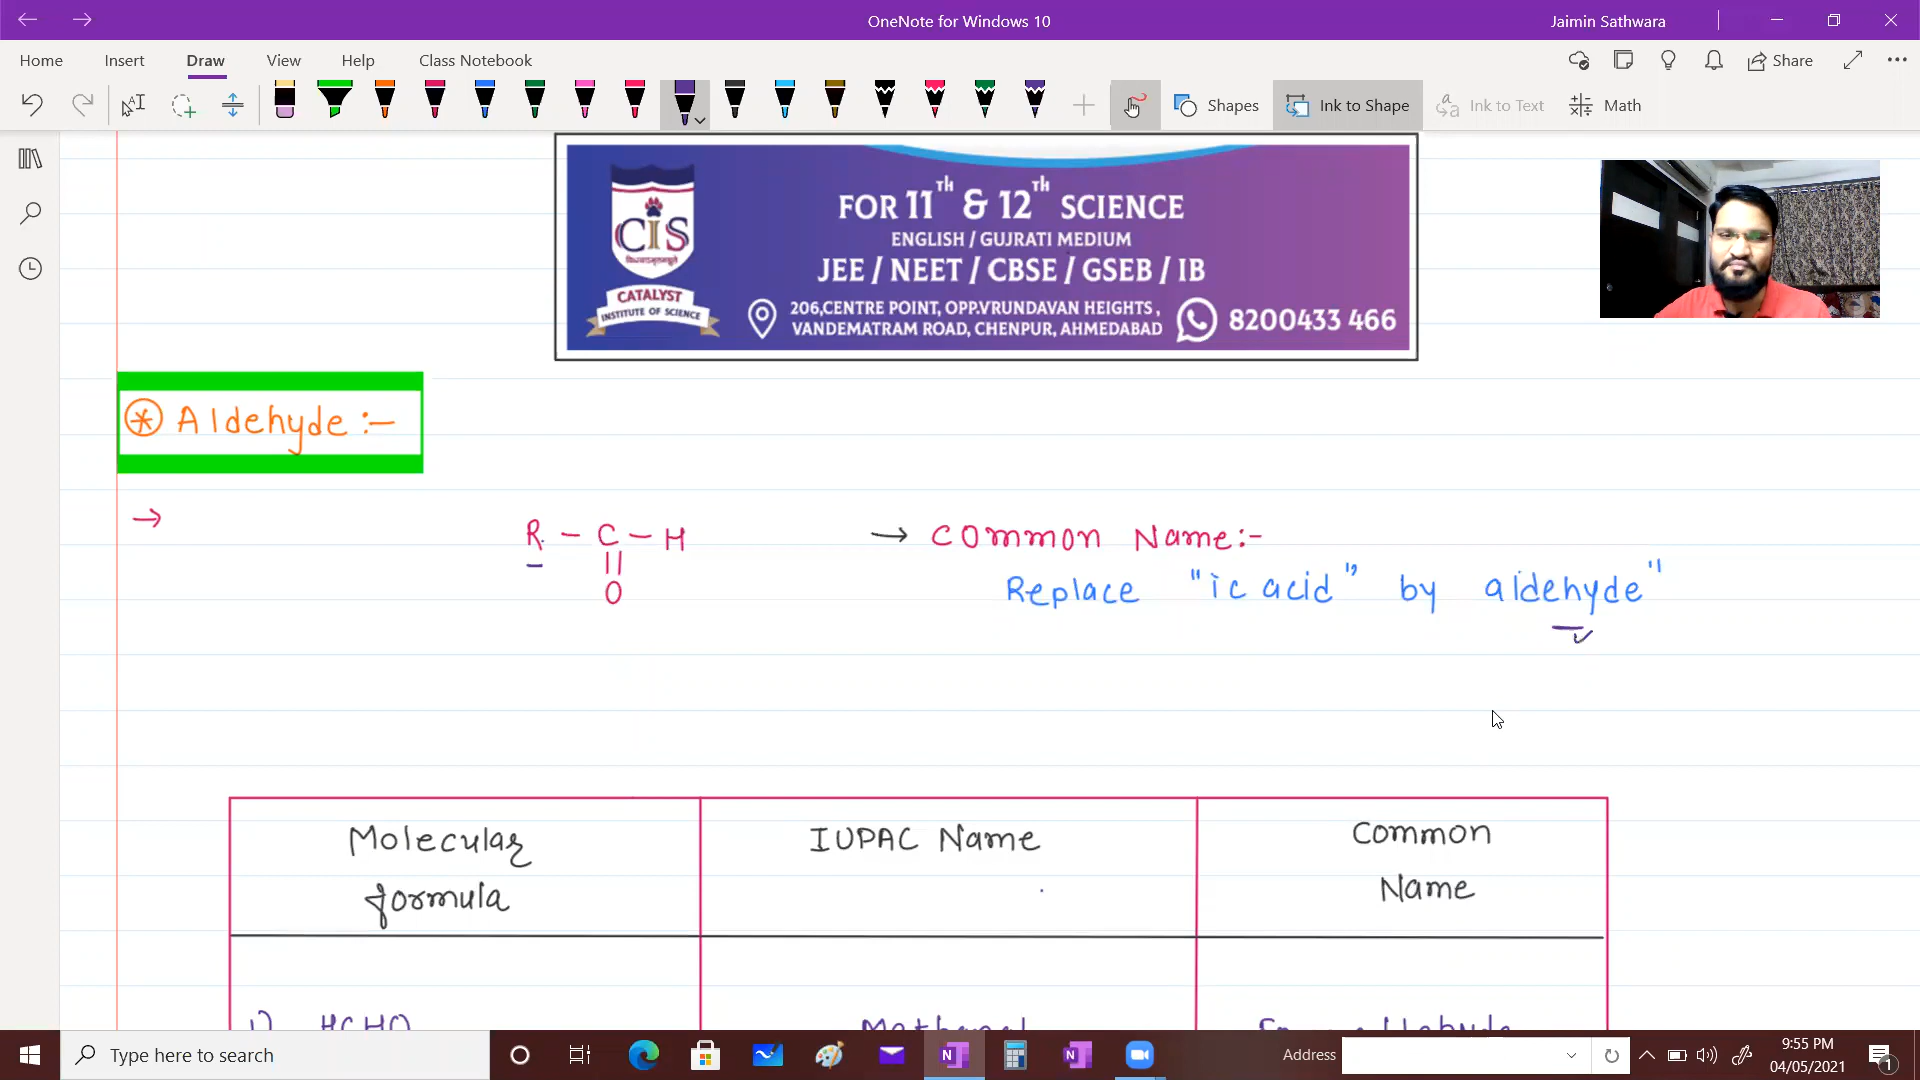 OneNote for Windows 10
Jaimin Sathwara
Home Insert Draw View Help Class Notebook
Share
Shapes Ink to Shape Ink to Text Math
CIS
CATALYST
INSTITUTE OF SCIENCE
FOR 11th & 12th SCIENCE
ENGLISH / GUJRATI MEDIUM
JEE / NEET / CBSE / GSEB / IB
206,CENTRE POINT, OPP.VRUNDAVAN HEIGHTS ,
VANDEMATRAM ROAD, CHENPUR, AHMEDABAD
8200433 466
* Aldehyde :-
→
R - C - H
||
O
→ Common Name:-
Replace "ic acid" by aldehyde"
Molecular
formula
IUPAC Name
Common
Name
1) HCHO
Methanal
Type here to search
Address
9:55 PM
04/05/2021
1